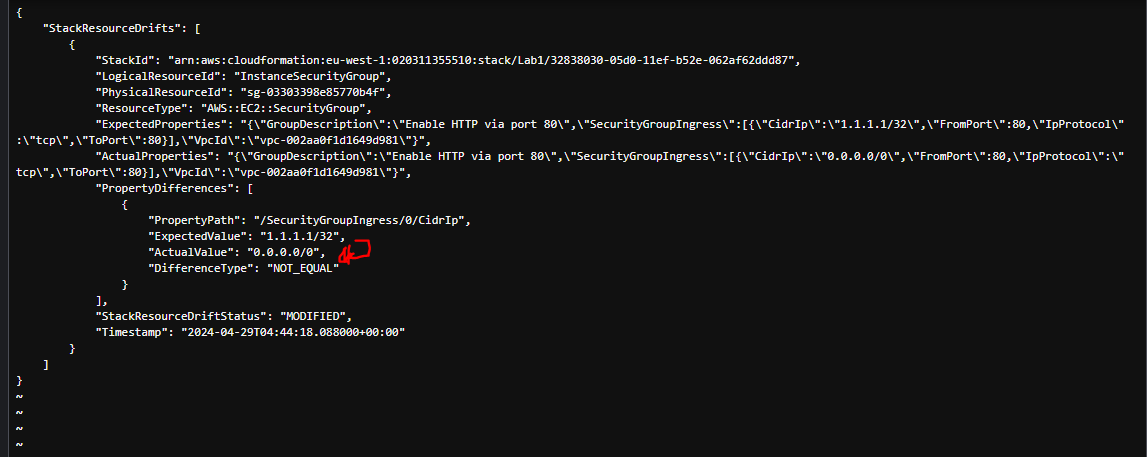 {
    "StackResourceDrifts": [
        {
            "StackId": "arn:aws:cloudformation:eu-west-1:020311355510:stack/Lab1/32838030-05d0-11ef-b52e-062af62ddd87",
            "LogicalResourceId": "InstanceSecurityGroup",
            "PhysicalResourceId": "sg-03303398e85770b4f",
            "ResourceType": "AWS::EC2::SecurityGroup",
            "ExpectedProperties": "{\"GroupDescription\":\"Enable HTTP via port 80\",\"SecurityGroupIngress\":[{\"CidrIp\":\"1.1.1.1/32\",\"FromPort\":80,\"IpProtocol\"
:\"tcp\",\"ToPort\":80}],\"VpcId\":\"vpc-002aa0f1d1649d981\"}",
            "ActualProperties": "{\"GroupDescription\":\"Enable HTTP via port 80\",\"SecurityGroupIngress\":[{\"CidrIp\":\"0.0.0.0/0\",\"FromPort\":80,\"IpProtocol\":\"
tcp\",\"ToPort\":80}],\"VpcId\":\"vpc-002aa0f1d1649d981\"}",
            "PropertyDifferences": [
                {
                    "PropertyPath": "/SecurityGroupIngress/0/CidrIp",
                    "ExpectedValue": "1.1.1.1/32",
                    "ActualValue": "0.0.0.0/0",
                    "DifferenceType": "NOT_EQUAL"
                }
            ],
            "StackResourceDriftStatus": "MODIFIED",
            "Timestamp": "2024-04-29T04:44:18.088000+00:00"
        }
    ]
}
~
~
~
~